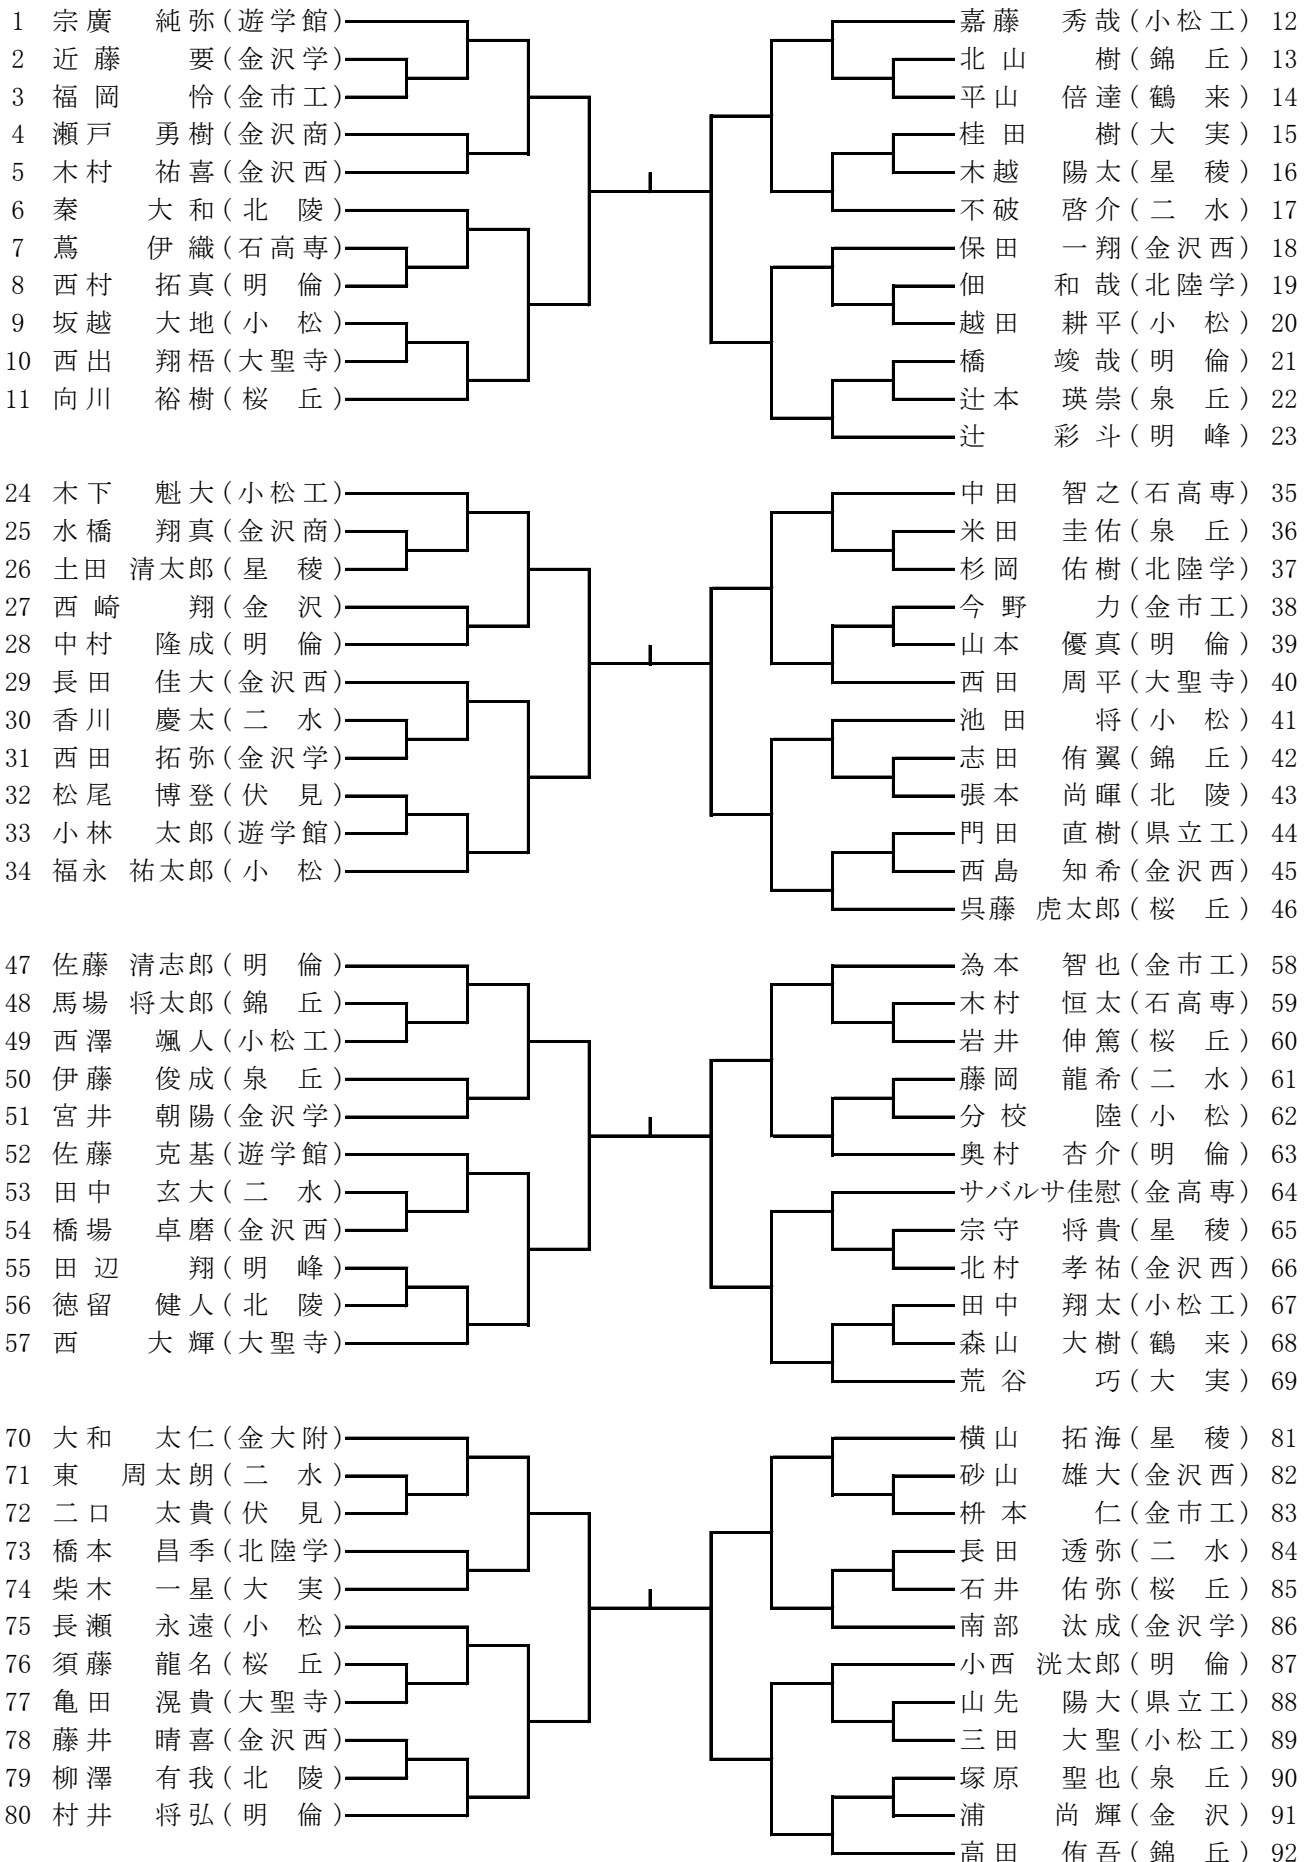 1 宗廣 純弥(遊学館)
2 近藤 要(金沢学)
3 福岡 怜(金市工)
4 瀬戸 勇樹(金沢商)
5 木村 祐喜(金沢西)
6 秦 大和(北 陵)
7 蔦 伊織(石高専)
8 西村 拓真(明 倫)
9 坂越 大地(小 松)
10 西出 翔梧(大聖寺)
11 向川 裕樹(桜 丘)
嘉藤 秀哉(小松工) 12
北山 樹(錦 丘) 13
平山 倍達(鶴 来) 14
桂田 樹(大 実) 15
木越 陽太(星 稜) 16
不破 啓介(二 水) 17
保田 一翔(金沢西) 18
佃 和哉(北陸学) 19
越田 耕平(小 松) 20
橋 竣哉(明 倫) 21
辻本 瑛崇(泉 丘) 22
辻 彩斗(明 峰) 23
24 木下 魁大(小松工)
25 水橋 翔真(金沢商)
26 土田 清太郎(星 稜)
27 西崎 翔(金 沢)
28 中村 隆成(明 倫)
29 長田 佳大(金沢西)
30 香川 慶太(二 水)
31 西田 拓弥(金沢学)
32 松尾 博登(伏 見)
33 小林 太郎(遊学館)
34 福永 祐太郎(小 松)
中田 智之(石高専) 35
米田 圭佑(泉 丘) 36
杉岡 佑樹(北陸学) 37
今野 力(金市工) 38
山本 優真(明 倫) 39
西田 周平(大聖寺) 40
池田 将(小 松) 41
志田 侑翼(錦 丘) 42
張本 尚暉(北 陵) 43
門田 直樹(県立工) 44
西島 知希(金沢西) 45
呉藤 虎太郎(桜 丘) 46
47 佐藤 清志郎(明 倫)
48 馬場 将太郎(錦 丘)
49 西澤 颯人(小松工)
50 伊藤 俊成(泉 丘)
51 宮井 朝陽(金沢学)
52 佐藤 克基(遊学館)
53 田中 玄大(二 水)
54 橋場 卓磨(金沢西)
55 田辺 翔(明 峰)
56 徳留 健人(北 陵)
57 西 大輝(大聖寺)
為本 智也(金市工) 58
木村 恒太(石高専) 59
岩井 伸篤(桜 丘) 60
藤岡 龍希(二 水) 61
分校 陸(小 松) 62
奥村 杏介(明 倫) 63
サバルサ佳慰(金高専) 64
宗守 将貴(星 稜) 65
北村 孝祐(金沢西) 66
田中 翔太(小松工) 67
森山 大樹(鶴 来) 68
荒谷 巧(大 実) 69
70 大和 太仁(金大附)
71 東 周太朗(二 水)
72 二口 太貴(伏 見)
73 橋本 昌季(北陸学)
74 柴木 一星(大 実)
75 長瀬 永遠(小 松)
76 須藤 龍名(桜 丘)
77 亀田 滉貴(大聖寺)
78 藤井 晴喜(金沢西)
79 柳澤 有我(北 陵)
80 村井 将弘(明 倫)
横山 拓海(星 稜) 81
砂山 雄大(金沢西) 82
枡本 仁(金市工) 83
長田 透弥(二 水) 84
石井 佑弥(桜 丘) 85
南部 汰成(金沢学) 86
小西 洸太郎(明 倫) 87
山先 陽大(県立工) 88
三田 大聖(小松工) 89
塚原 聖也(泉 丘) 90
浦 尚輝(金 沢) 91
高田 侑吾(錦 丘) 92